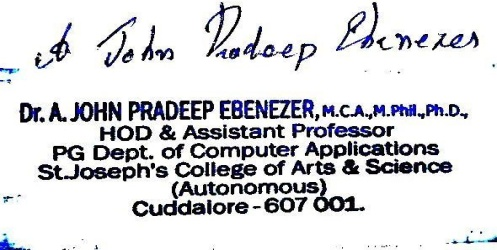 A John Pradeep Ebenezer
Dr. A. JOHN PRADEEP EBENEZER, M.C.A.,M.Phil.,Ph.D.,
HOD & Assistant Professor
PG Dept. of Computer Applications
St.Joseph's College of Arts & Science
(Autonomous)
Cuddalore - 607 001.